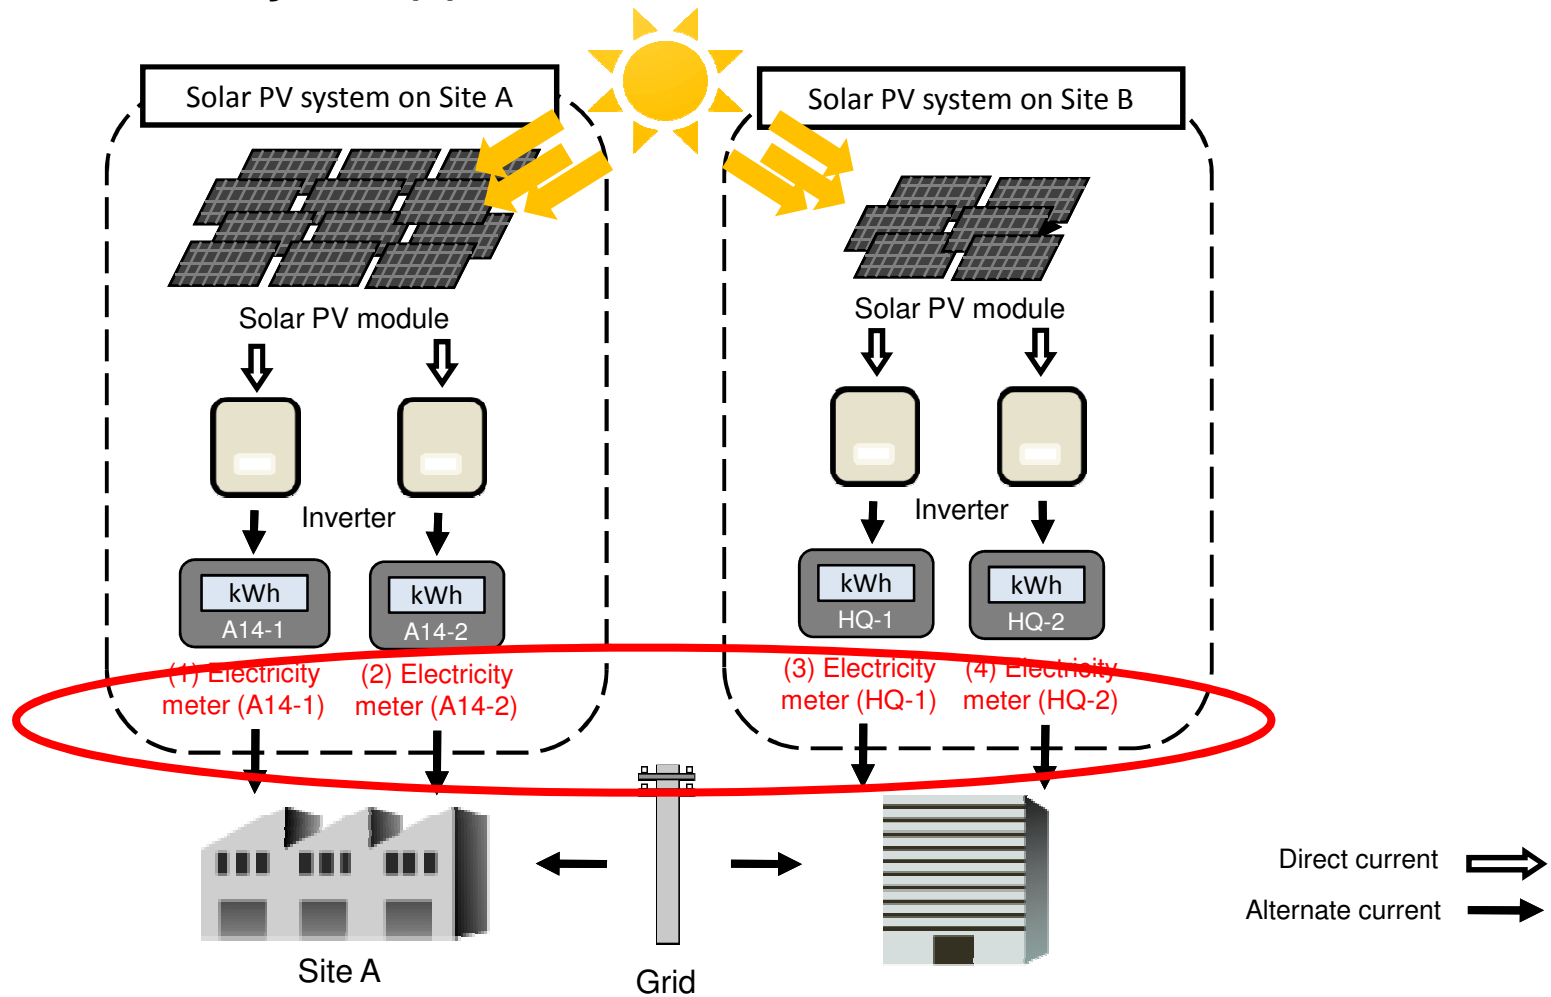 Solar PV system on Site A
Solar PV system on Site B
Solar PV module
Solar PV module
Inverter
Inverter
kWh
A14-1
kWh
A14-2
kWh
HQ-1
kWh
HQ-2
(1) Electricity
meter (A14-1)
(2) Electricity
meter (A14-2)
(3) Electricity
meter (HQ-1)
(4) Electricity
meter (HQ-2)
Direct current
Alternate current
Site A
Grid